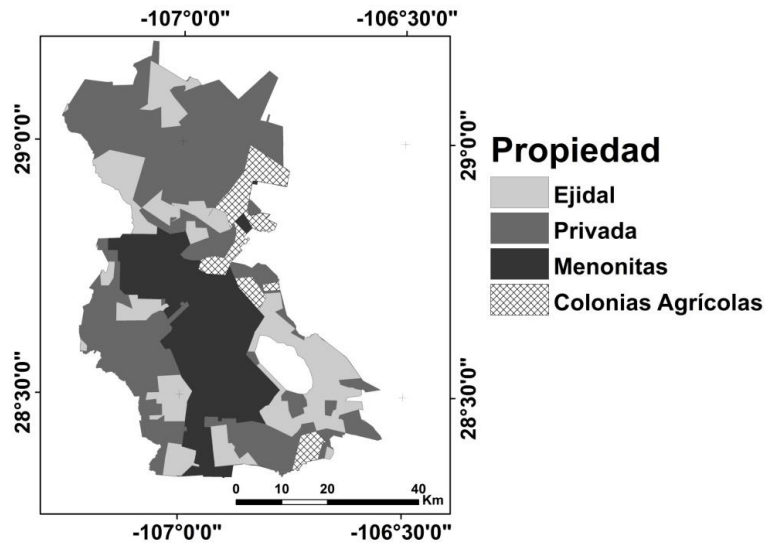 -107°0'0" -106°30'0"
29°0'0" 29°0'0"
Propiedad
Ejidal
Privada
Menonitas
Colonias Agrícolas
28°30'0" 28°30'0"
0 10 20 40
Km
-107°0'0" -106°30'0"